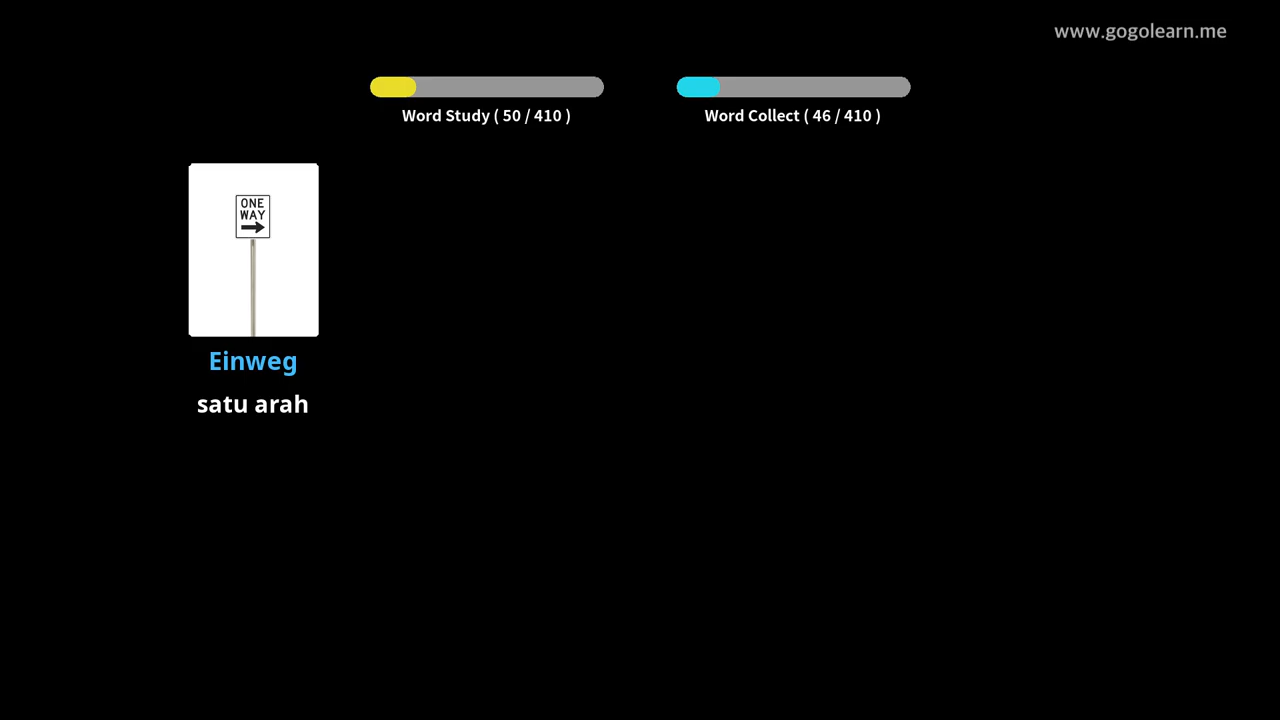 www.gogolearn.me
Word Study ( 50 / 410 )
Word Collect ( 46 / 410 )
ONE
WAY
Einweg
satu arah